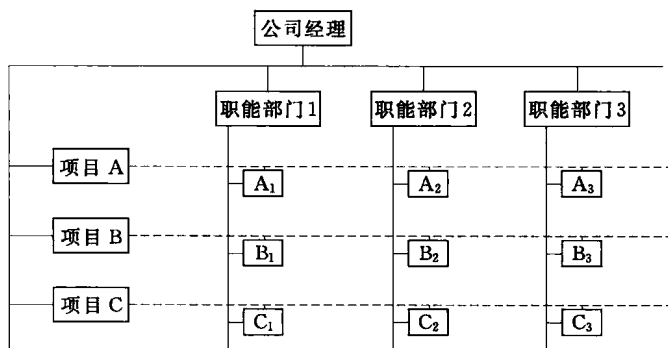 公司经理
职能部门1 职能部门2 职能部门3
项目 A
A₁ A₂ A₃
项目 B
B₁ B₂ B₃
项目 C
C₁ C₂ C₃